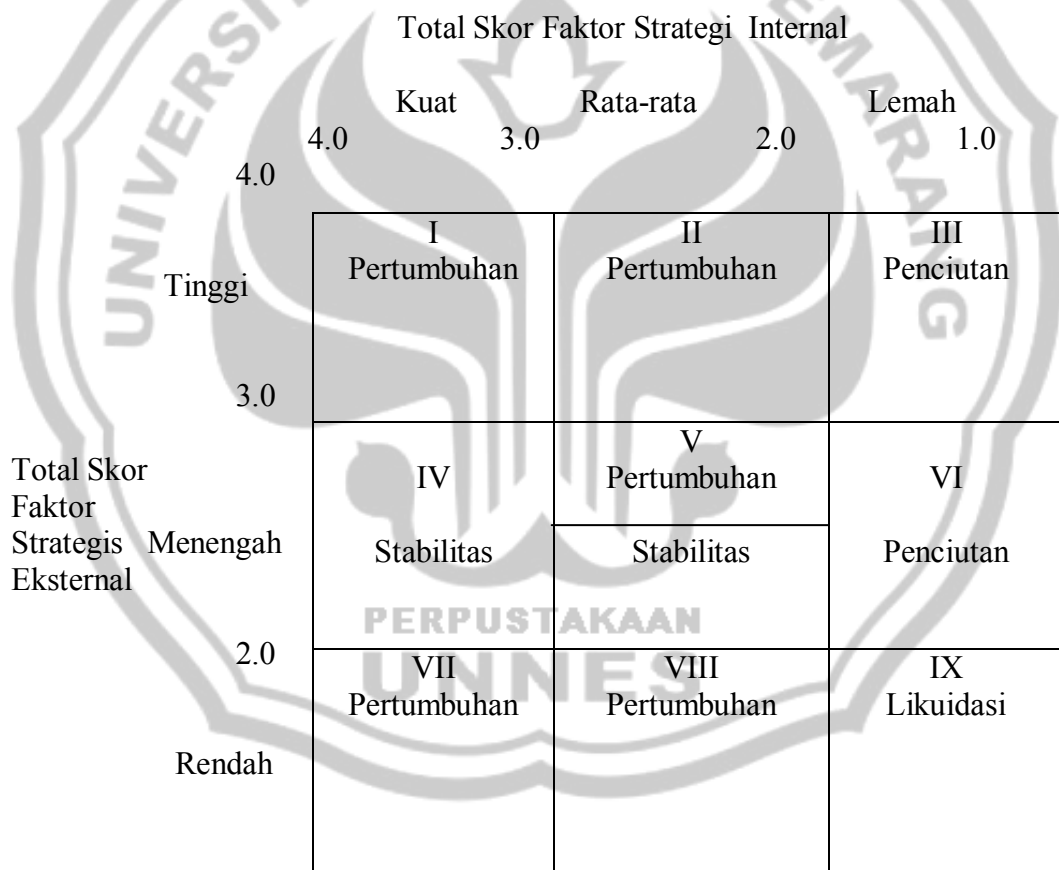 Total Skor Faktor Strategi Internal
Kuat Rata-rata Lemah
4.0 3.0 2.0 1.0
4.0
I II III
Pertumbuhan Pertumbuhan Penciutan
Tinggi
3.0
V
Total Skor IV Pertumbuhan VI
Faktor
Strategis Menengah Stabilitas Stabilitas Penciutan
Eksternal
PERPUSTAKAAN
2.0
UNNES
VII VIII IX
Pertumbuhan Pertumbuhan Likuidasi
Rendah